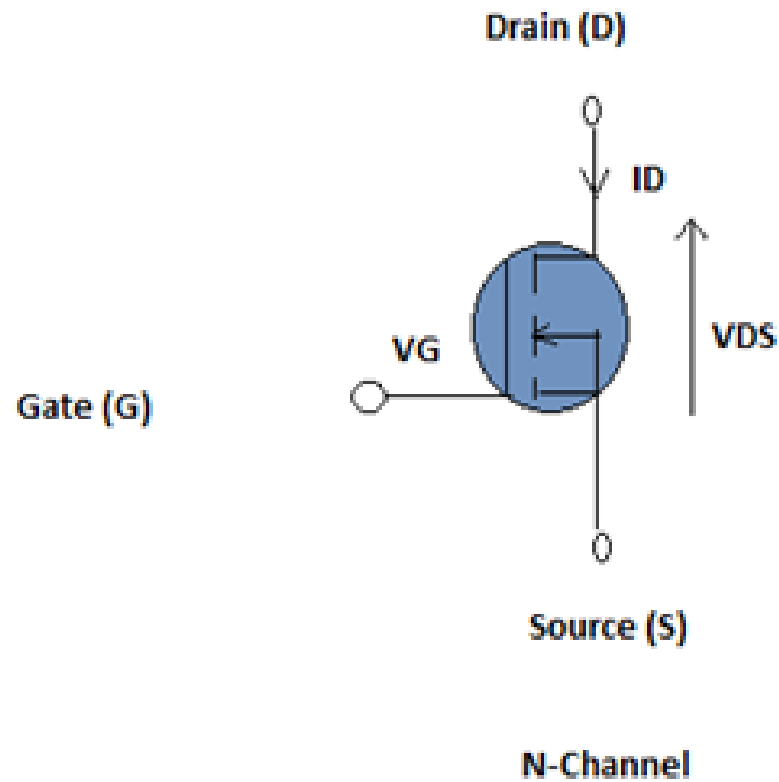 Drain (D)
ID
VDS
VG
Gate (G)
Source (S)
N-Channel